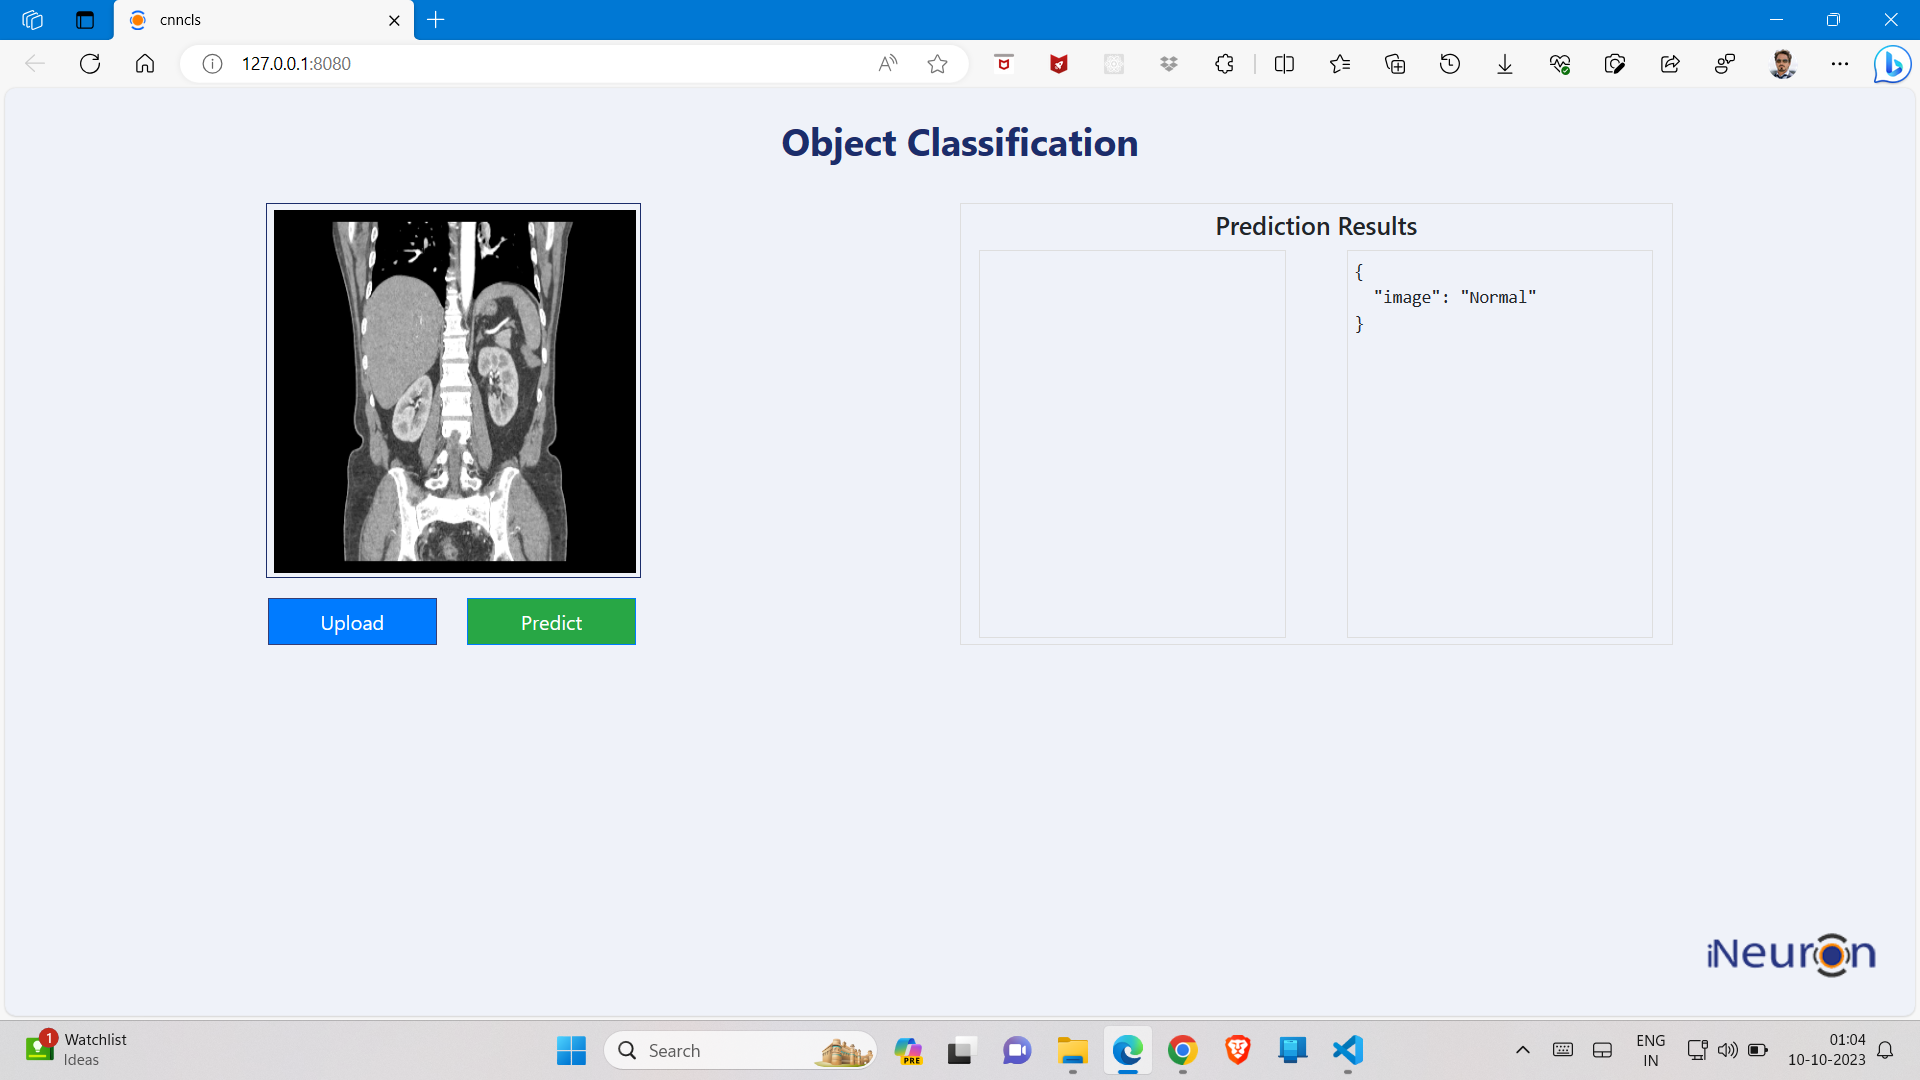 cnncls
127.0.0.1:8080
Object Classification
Prediction Results
{
"image": "Normal"
}
Upload
Predict
iNeuron
1
Watchlist
Ideas
Search
PRE
ENG
IN
01:04
10-10-2023